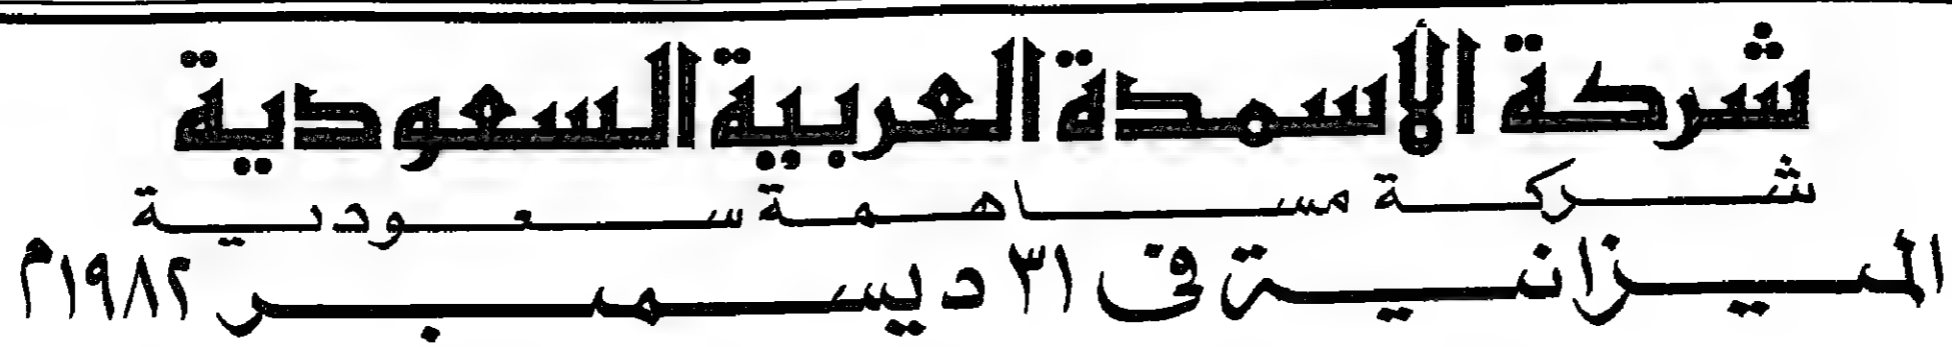 شركة الأسمدة العربية السعودية
شركة مساهمة سعودية
الميزانية فى ٣١ ديسمبر ١٩٨٢م